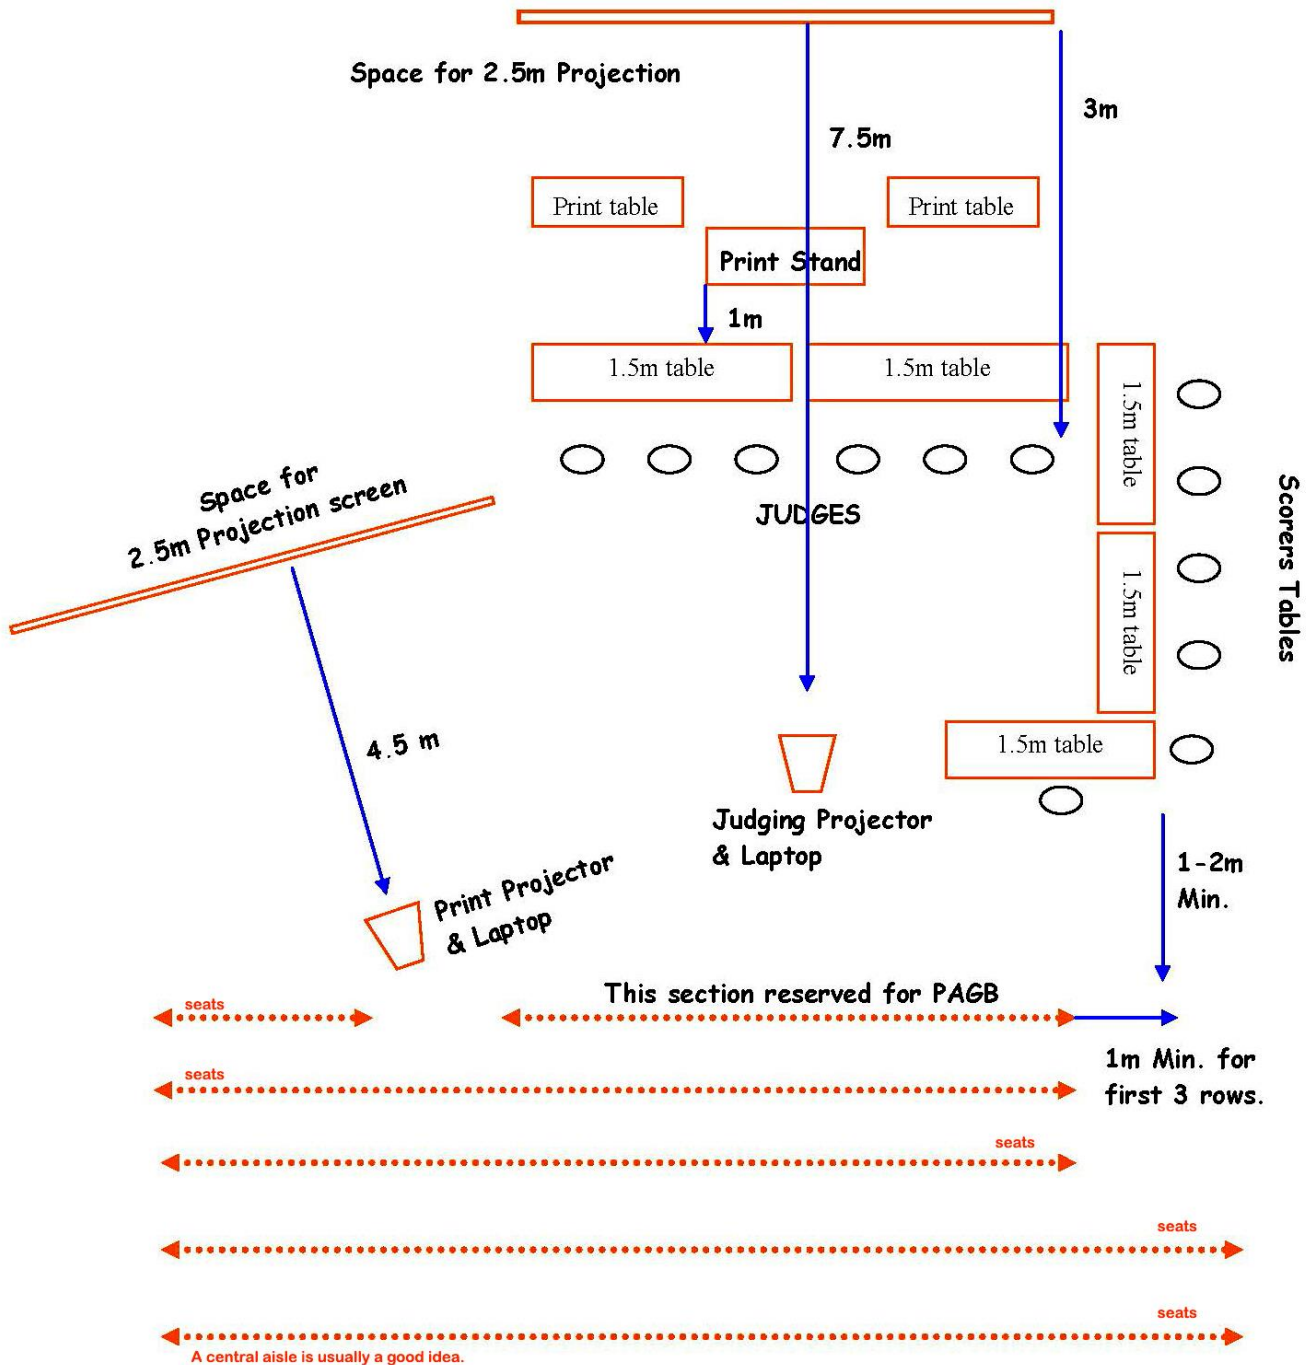 Space for 2.5m Projection
3m
7.5m
Print table
Print table
Print Stand
1m
1.5m table
1.5m table
1.5m table
Space for
2.5m Projection screen
JUDGES
Scorers Tables
1.5m table
4.5 m
1.5m table
Judging Projector
& Laptop
Print Projector
& Laptop
1-2m
Min.
This section reserved for PAGB
seats
1m Min. for
first 3 rows.
seats
seats
seats
seats
A central aisle is usually a good idea.